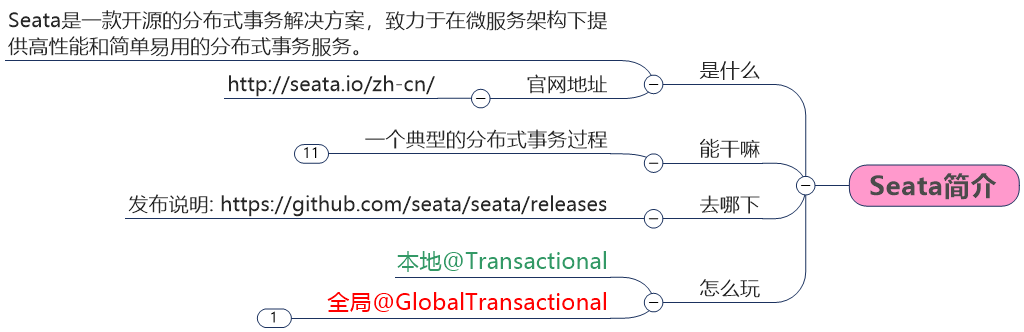 Seata是一款开源的分布式事务解决方案，致力于在微服务架构下提
供高性能和简单易用的分布式事务服务。
是什么
http://seata.io/zh-cn/
官网地址
一个典型的分布式事务过程
11
能干嘛
Seata简介
发布说明: https://github.com/seata/seata/releases
去哪下
本地@Transactional
怎么玩
全局@GlobalTransactional
1